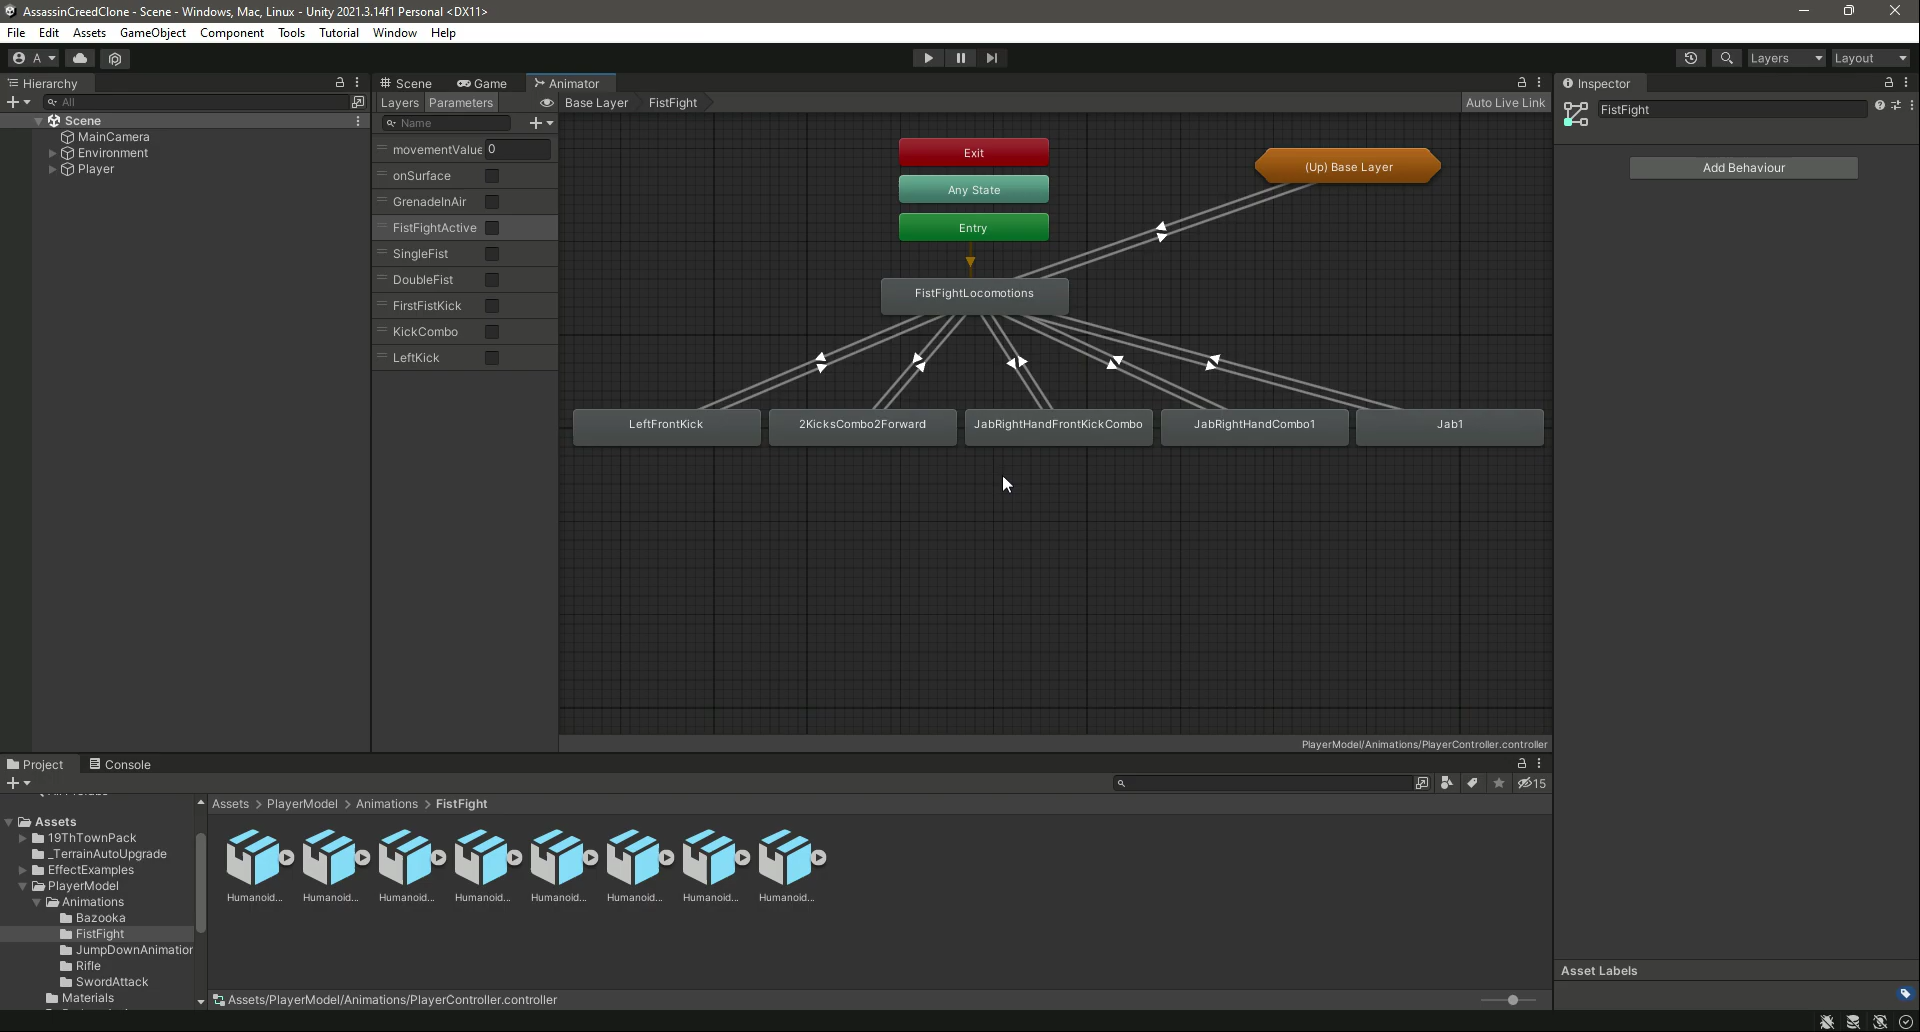 AssassinCreedClone - Scene - Windows, Mac, Linux - Unity 2021.3.14f1 Personal <DX11>
File Edit Assets GameObject Component Tools Tutorial Window Help
A Layers Layout
Hierarchy Scene Game Animator Inspector
All Layers Parameters Base Layer FistFight Auto Live Link
FistFight
Name
Scene
MainCamera
Environment
Player
movementValue 0
onSurface
GrenadeInAir
FistFightActive
SingleFist
DoubleFist
FirstFistKick
KickCombo
LeftKick
Exit
(Up) Base Layer
Any State
Entry
FistFightLocomotions
LeftFrontKick 2KicksCombo2Forward JabRightHandFrontKickCombo JabRightHandCombo1 Jab1
Add Behaviour
PlayerModel/Animations/PlayerController.controller
Project Console
15
Assets > PlayerModel > Animations > FistFight
Assets
19ThTownPack
_TerrainAutoUpgrade
EffectExamples
PlayerModel
Animations
Bazooka
FistFight
JumpDownAnimation
Rifle
SwordAttack
Materials
Humanoid... Humanoid... Humanoid... Humanoid... Humanoid... Humanoid... Humanoid... Humanoid...
Assets/PlayerModel/Animations/PlayerController.controller
Asset Labels